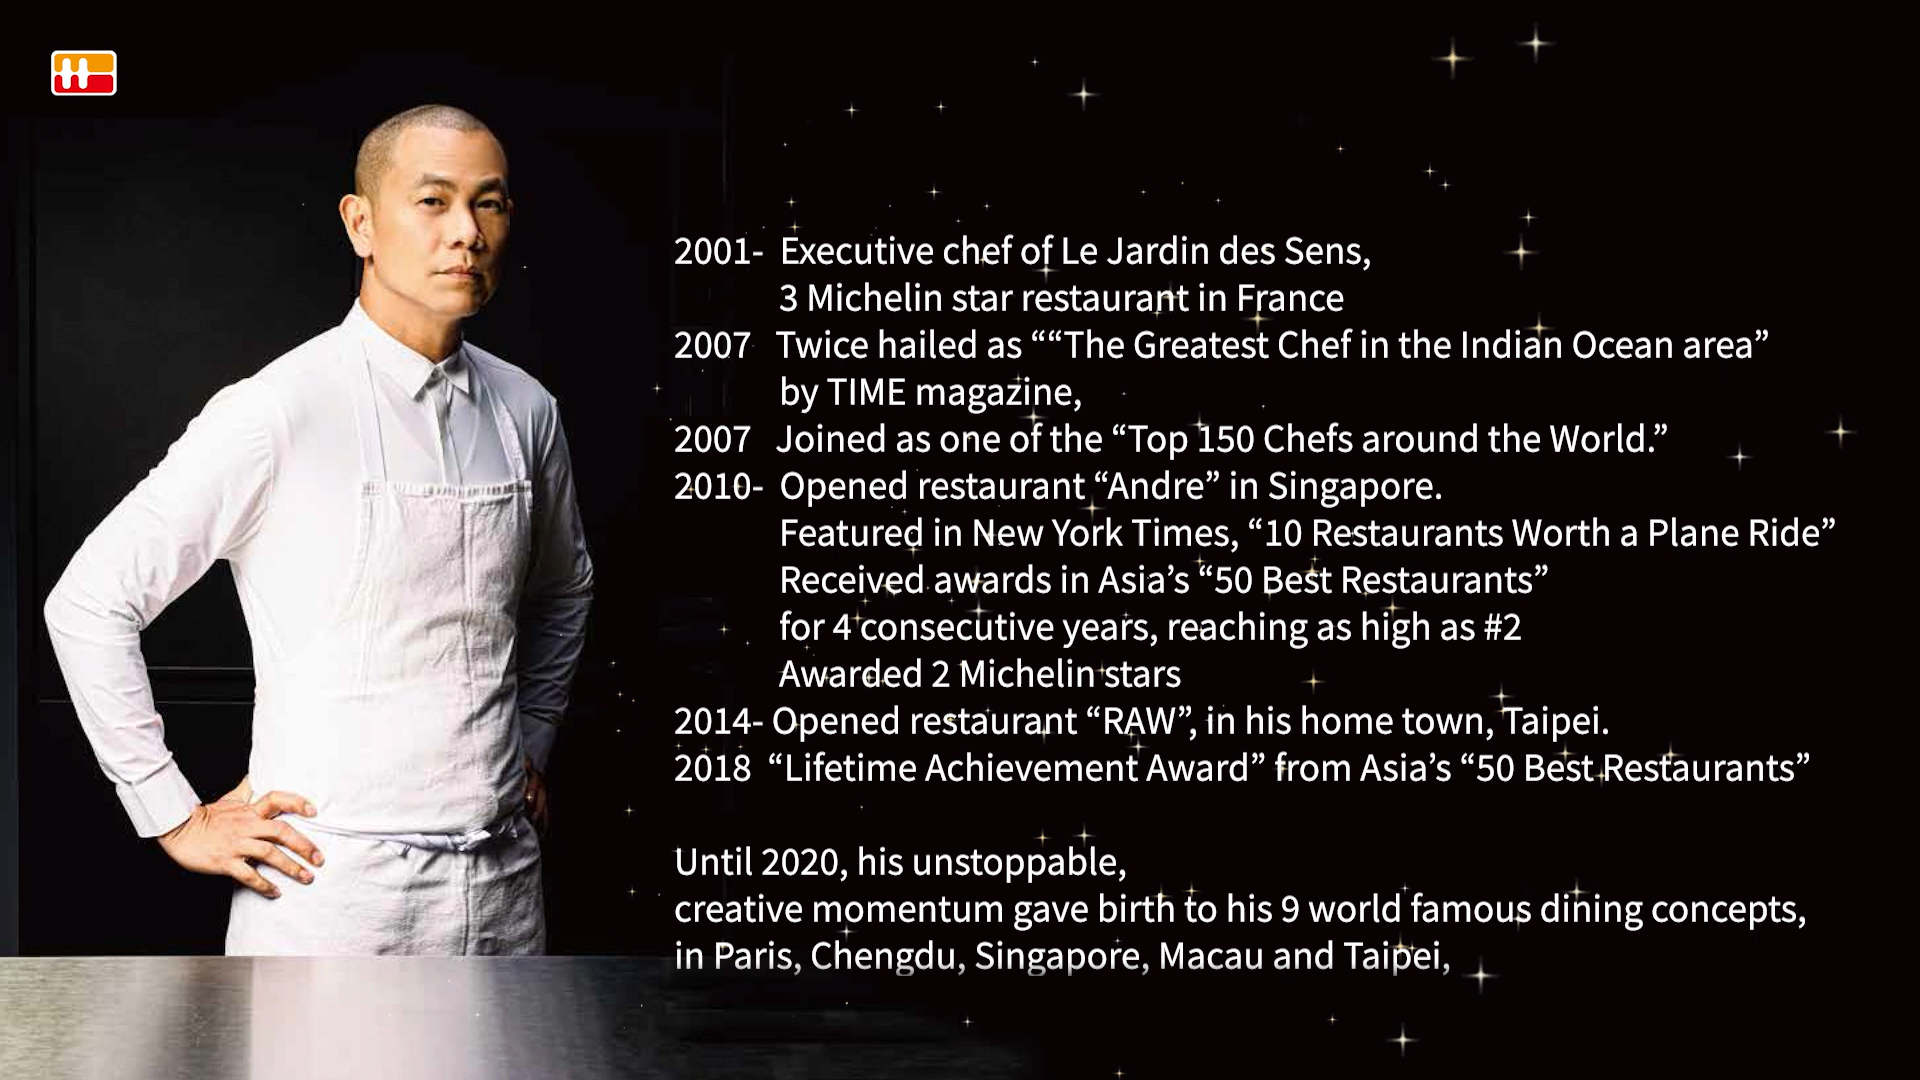 2001- Executive chef of Le Jardin des Sens,
3 Michelin star restaurant in France
2007 Twice hailed as ““The Greatest Chef in the Indian Ocean area”
by TIME magazine,
2007 Joined as one of the “Top 150 Chefs around the World.”
2010- Opened restaurant “Andre” in Singapore.
Featured in New York Times, “10 Restaurants Worth a Plane Ride”
Received awards in Asia’s “50 Best Restaurants”
for 4 consecutive years, reaching as high as #2
Awarded 2 Michelin stars
2014- Opened restaurant “RAW”, in his home town, Taipei.
2018 “Lifetime Achievement Award” from Asia’s “50 Best Restaurants”
Until 2020, his unstoppable,
creative momentum gave birth to his 9 world famous dining concepts,
in Paris, Chengdu, Singapore, Macau and Taipei,